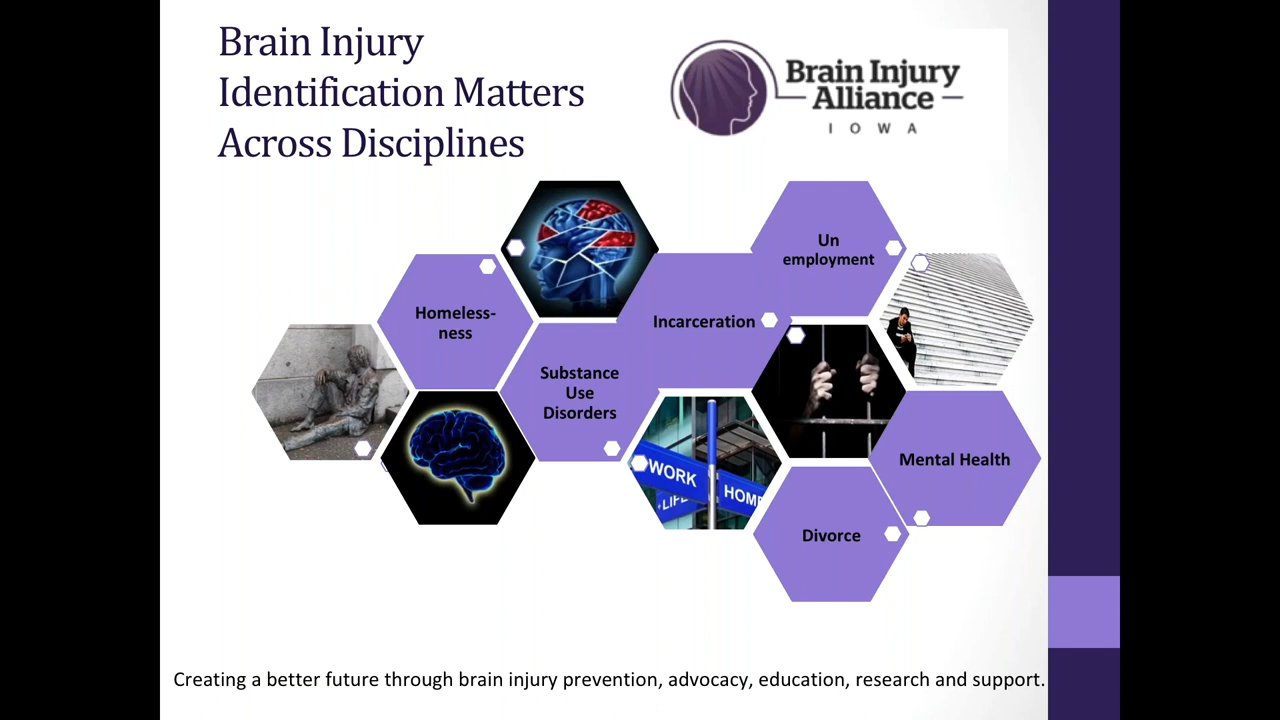 Brain Injury
Identification Matters
Across Disciplines
Brain Injury
Alliance
IOWA
Un
employment
Homeless-
ness
Incarceration
Substance
Use
Disorders
WORK
LIFE
HOME
Mental Health
Divorce
Creating a better future through brain injury prevention, advocacy, education, research and support.